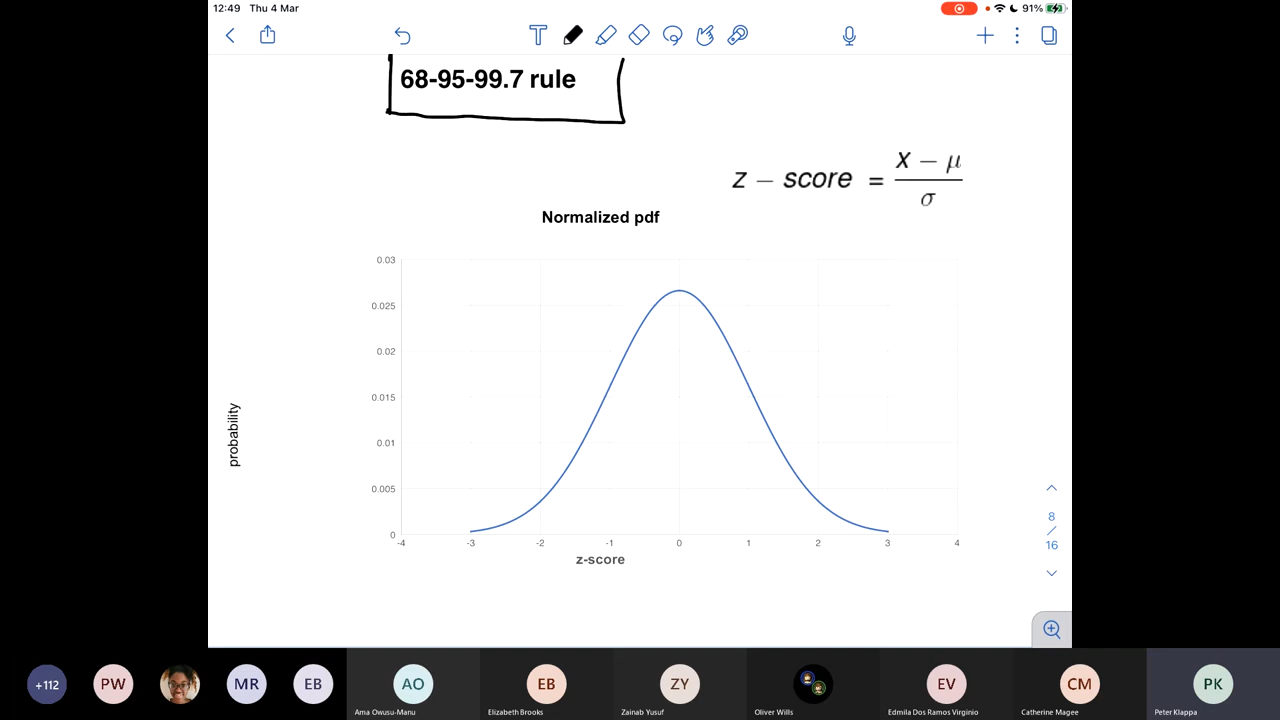 12:49 Thu 4 Mar
91%
T
68-95-99.7 rule
z – score = x – μ / σ
Normalized pdf
0.03
0.025
0.02
0.015
0.01
0.005
0
probability
-4 -3 -2 -1 0 1 2 3 4
z-score
8
/
16
+112 PW MR EB AO EB ZY EV CM PK
Ama Owusu-Manu Elizabeth Brooks Zainab Yusuf Oliver Wills Edmila Dos Ramos Virginio Catherine Magee Peter Klappa